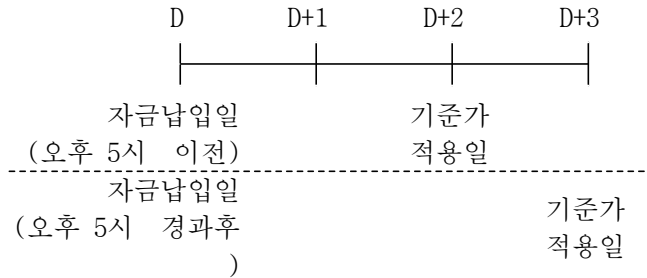 D D+1 D+2 D+3
자금납입일 기준가
(오후 5시 이전) 적용일
자금납입일
(오후 5시 경과후 기준가
) 적용일